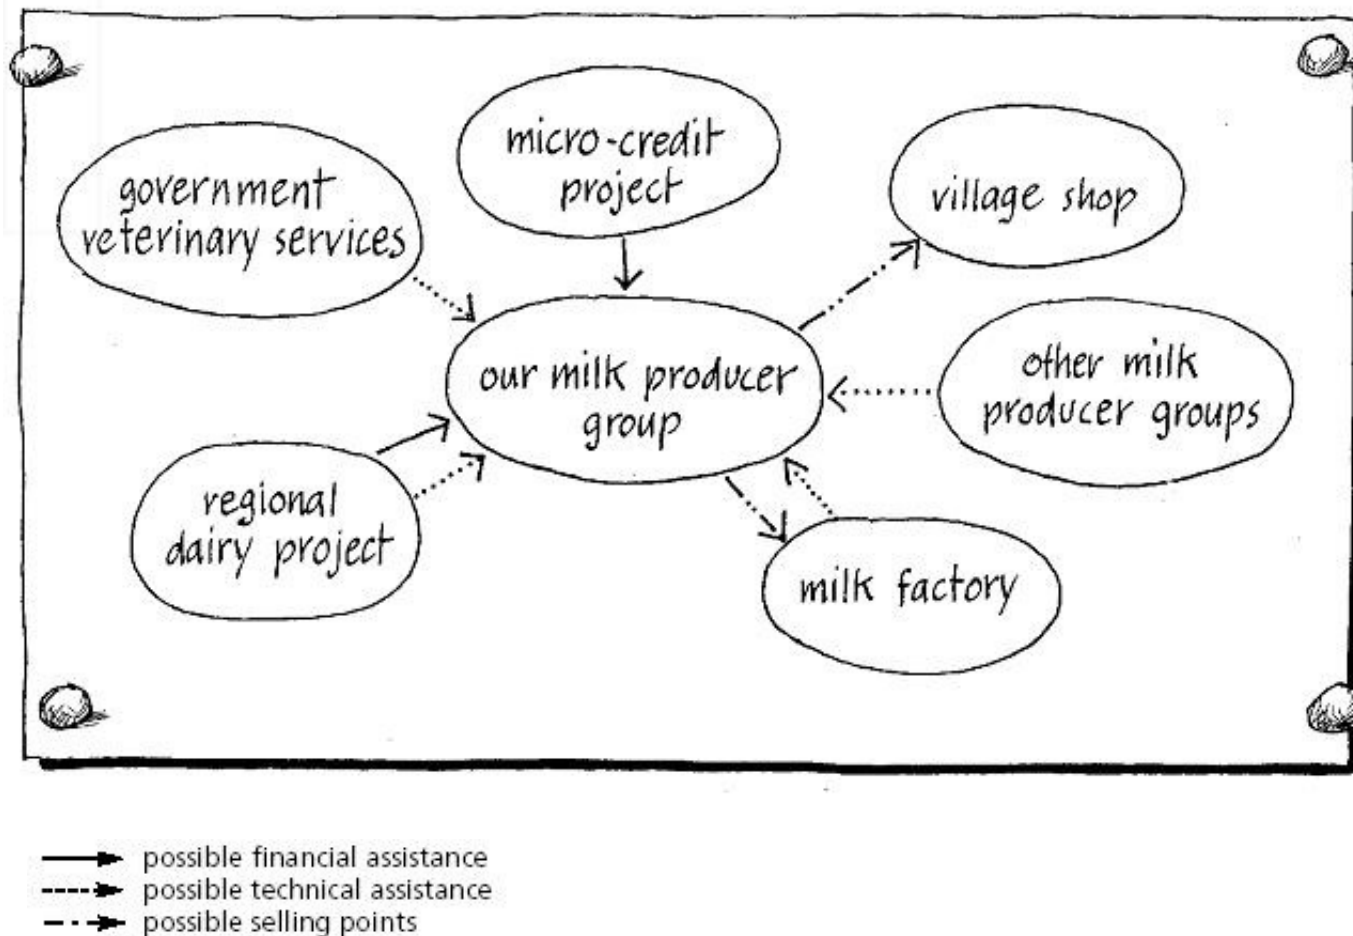 government
veterinary services
micro-credit
project
village shop
our milk producer
group
other milk
producer groups
regional
dairy project
milk factory
possible financial assistance
possible technical assistance
possible selling points